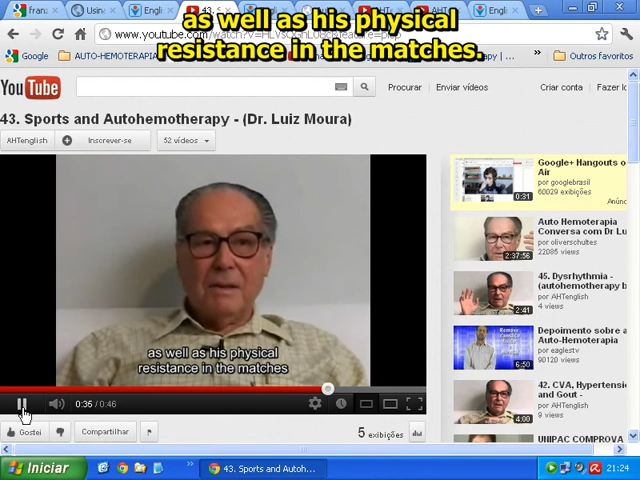 as well as his physical
resistance in the matches.
www.youtube.com/watch?v=
Google
AUTO-HEMOTERAPIA
Outros favoritos
YouTube
Procurar
Enviar vídeos
Criar conta
43. Sports and Autohemotherapy - (Dr. Luiz Moura)
AHTenglish
Inscrever-se
52 vídeos
Google+ Hangouts
Air
por googlebrasil
60029 exibições
0:31
Auto Hemoterapia
Conversa com Dr Lu
por oliverschultes
22085 views
2:37:56
45. Dysrhythmia -
(autohemotherapy b
por AHTenglish
4 views
2:41
Depoimento sobre a
Auto-Hemoterapia
por eaglestv
90120 views
6:50
42. CVA, Hypertensi
and Gout -
por AHTenglish
9 views
4:00
UNIPAC COMPROVA
as well as his physical
resistance in the matches
0:35 / 0:46
Gostei
Compartilhar
5 exibições
Iniciar
43. Sports and Autoh...
21:24